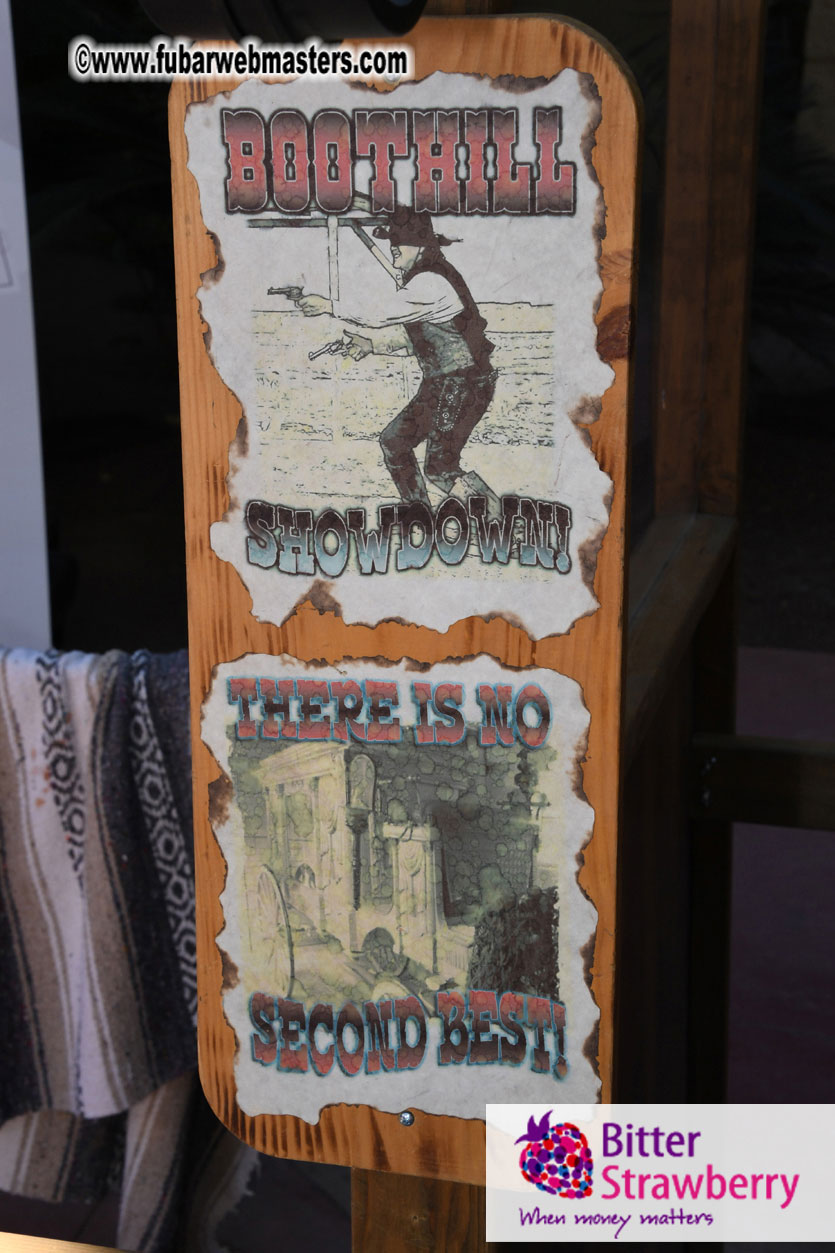 ©www.fubarwebmasters.com
BOOTHILL
SHOWDOWN!
THERE IS NO
SECOND BEST!
Bitter
Strawberry
When money matters